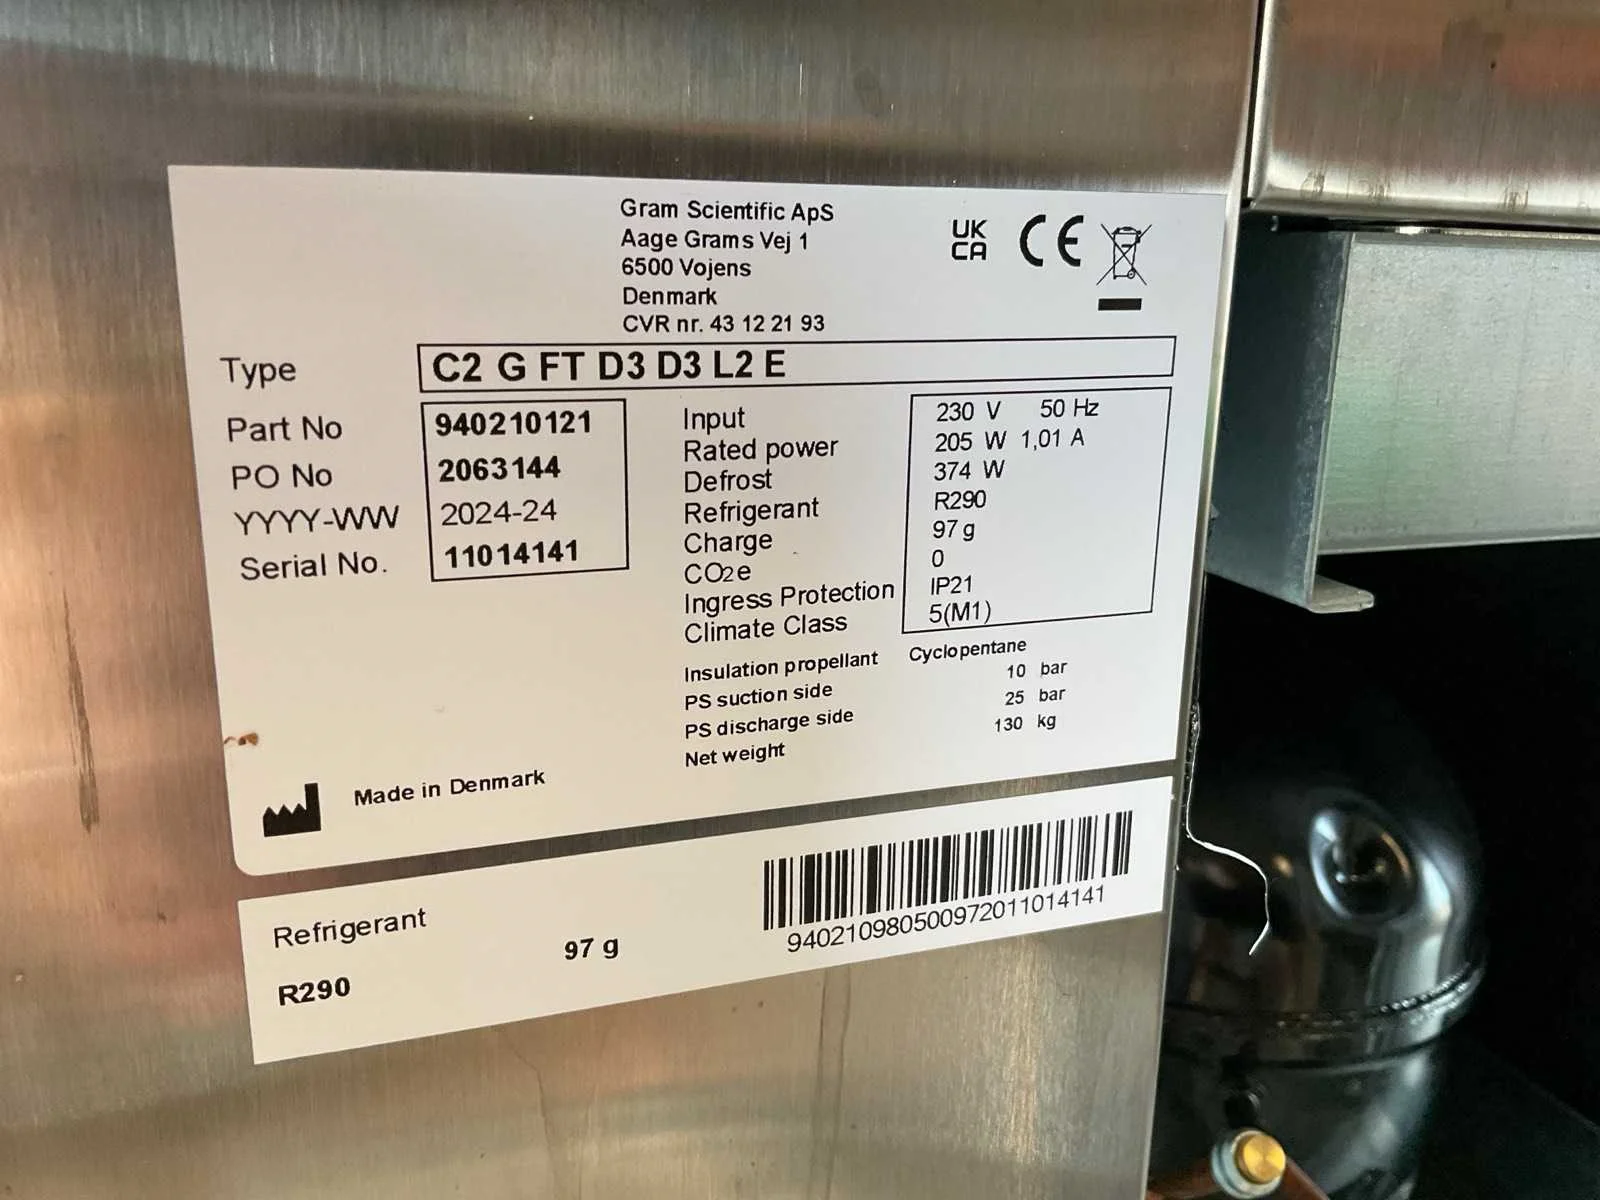 Gram Scientific ApS
Aage Grams Vej 1
6500 Vojens
Denmark
CVR nr. 43 12 21 93
UK
CA
CE
Type C2 G FT D3 D3 L2 E
Part No 940210121
PO No 2063144
YYYY-WW 2024-24
Serial No. 11014141
Input 230 V 50 Hz
Rated power 205 W 1,01 A
Defrost 374 W
Refrigerant R290
Charge 97 g
CO2e 0
Ingress Protection IP21
Climate Class 5(M1)
Insulation propellant Cyclopentane
PS suction side 10 bar
PS discharge side 25 bar
Net weight 130 kg
Made in Denmark
Refrigerant
R290
97 g
940210980500972011014141